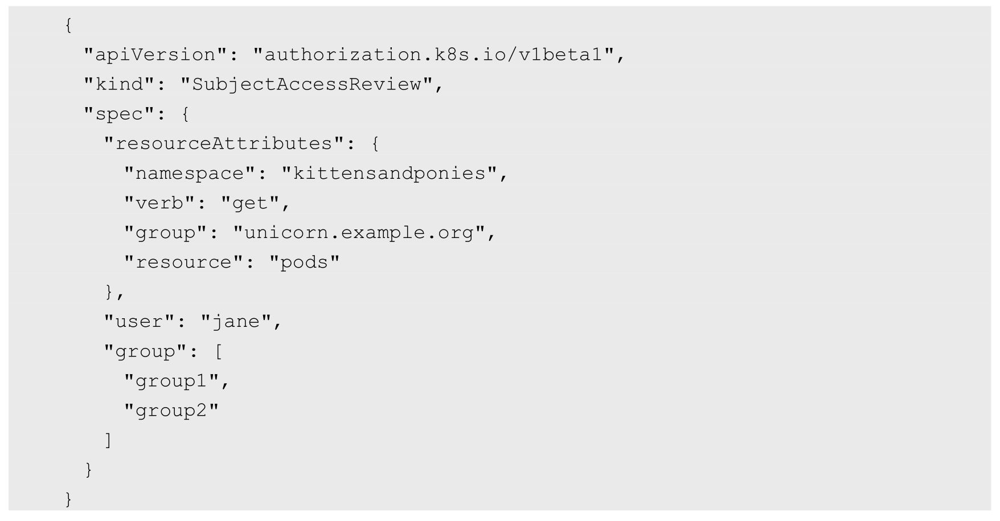 {
  "apiVersion": "authorization.k8s.io/v1beta1",
  "kind": "SubjectAccessReview",
  "spec": {
    "resourceAttributes": {
      "namespace": "kittensandponies",
      "verb": "get",
      "group": "unicorn.example.org",
      "resource": "pods"
    },
    "user": "jane",
    "group": [
      "group1",
      "group2"
    ]
  }
}